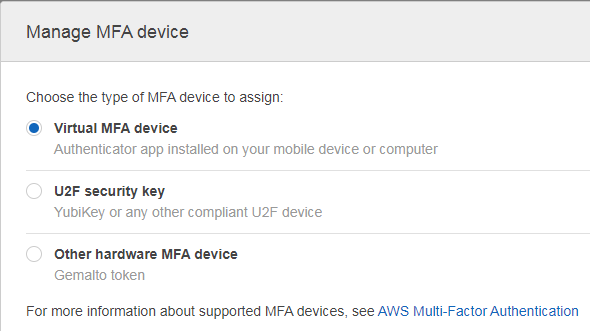 Manage MFA device
Choose the type of MFA device to assign:
Virtual MFA device
Authenticator app installed on your mobile device or computer
U2F security key
YubiKey or any other compliant U2F device
Other hardware MFA device
Gemalto token
For more information about supported MFA devices, see AWS Multi-Factor Authentication